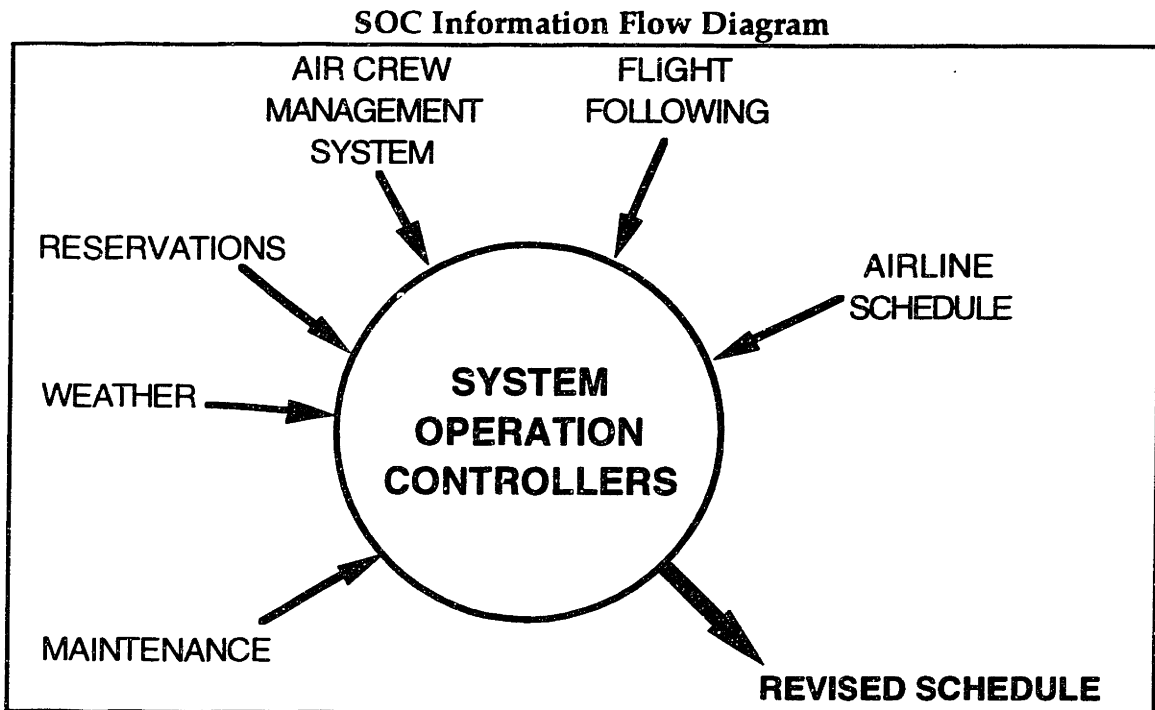 SOC Information Flow Diagram
AIR CREW
MANAGEMENT
SYSTEM
FLIGHT
FOLLOWING
RESERVATIONS
AIRLINE
SCHEDULE
WEATHER
SYSTEM
OPERATION
CONTROLLERS
MAINTENANCE
REVISED SCHEDULE